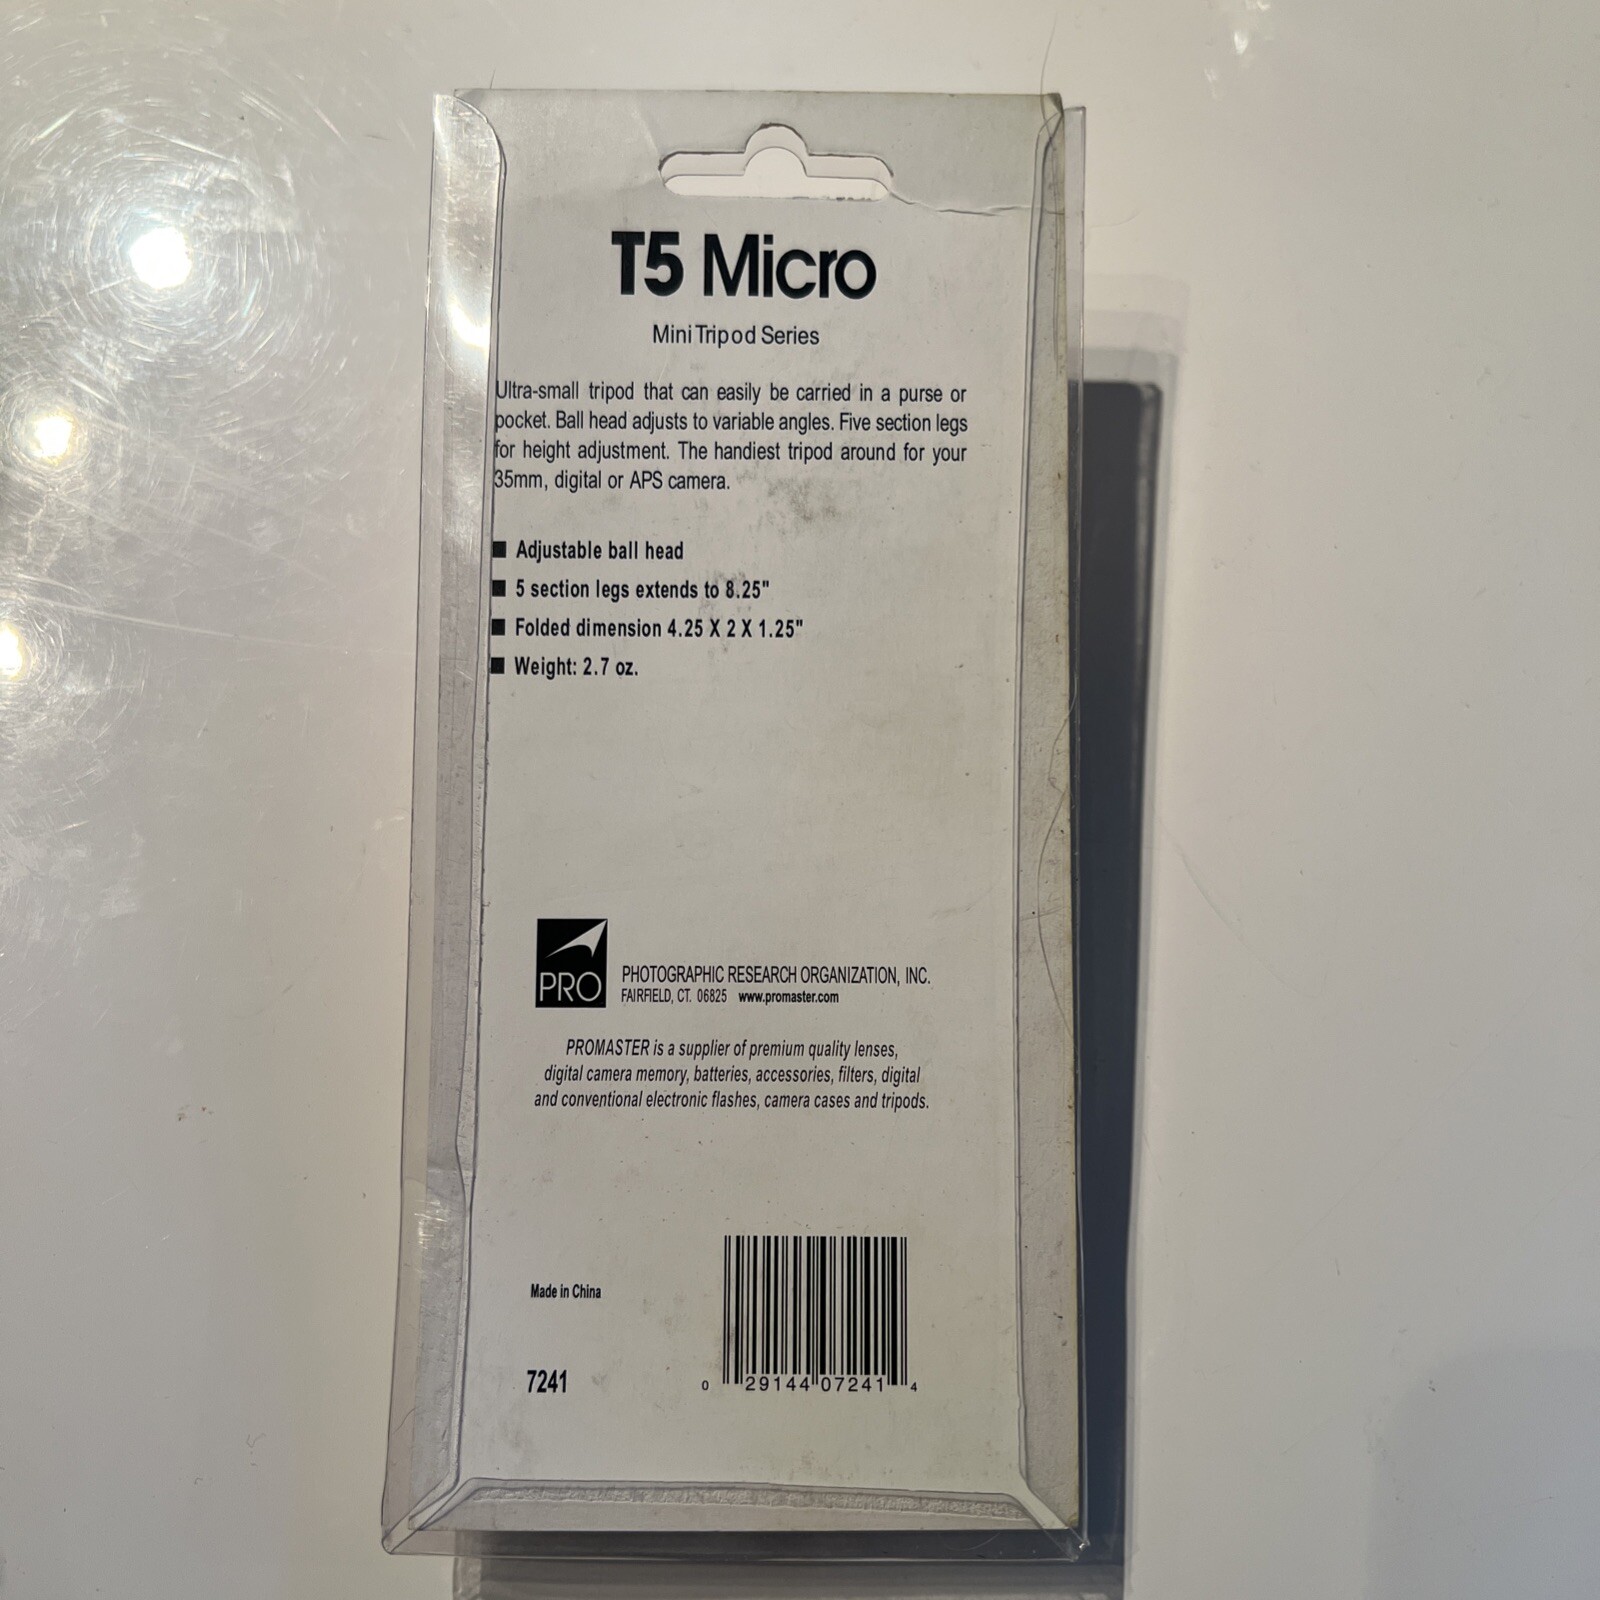 T5 Micro
Mini Tripod Series
Ultra-small tripod that can easily be carried in a purse or
pocket. Ball head adjusts to variable angles. Five section legs
for height adjustment. The handiest tripod around for your
35mm, digital or APS camera.
■ Adjustable ball head
■ 5 section legs extends to 8.25"
■ Folded dimension 4.25 X 2 X 1.25"
■ Weight: 2.7 oz.
PRO
PHOTOGRAPHIC RESEARCH ORGANIZATION, INC.
FAIRFIELD, CT. 06825 www.promaster.com
PROMASTER is a supplier of premium quality lenses,
digital camera memory, batteries, accessories, filters, digital
and conventional electronic flashes, camera cases and tripods.
Made in China
7241
0 29144 07241 4